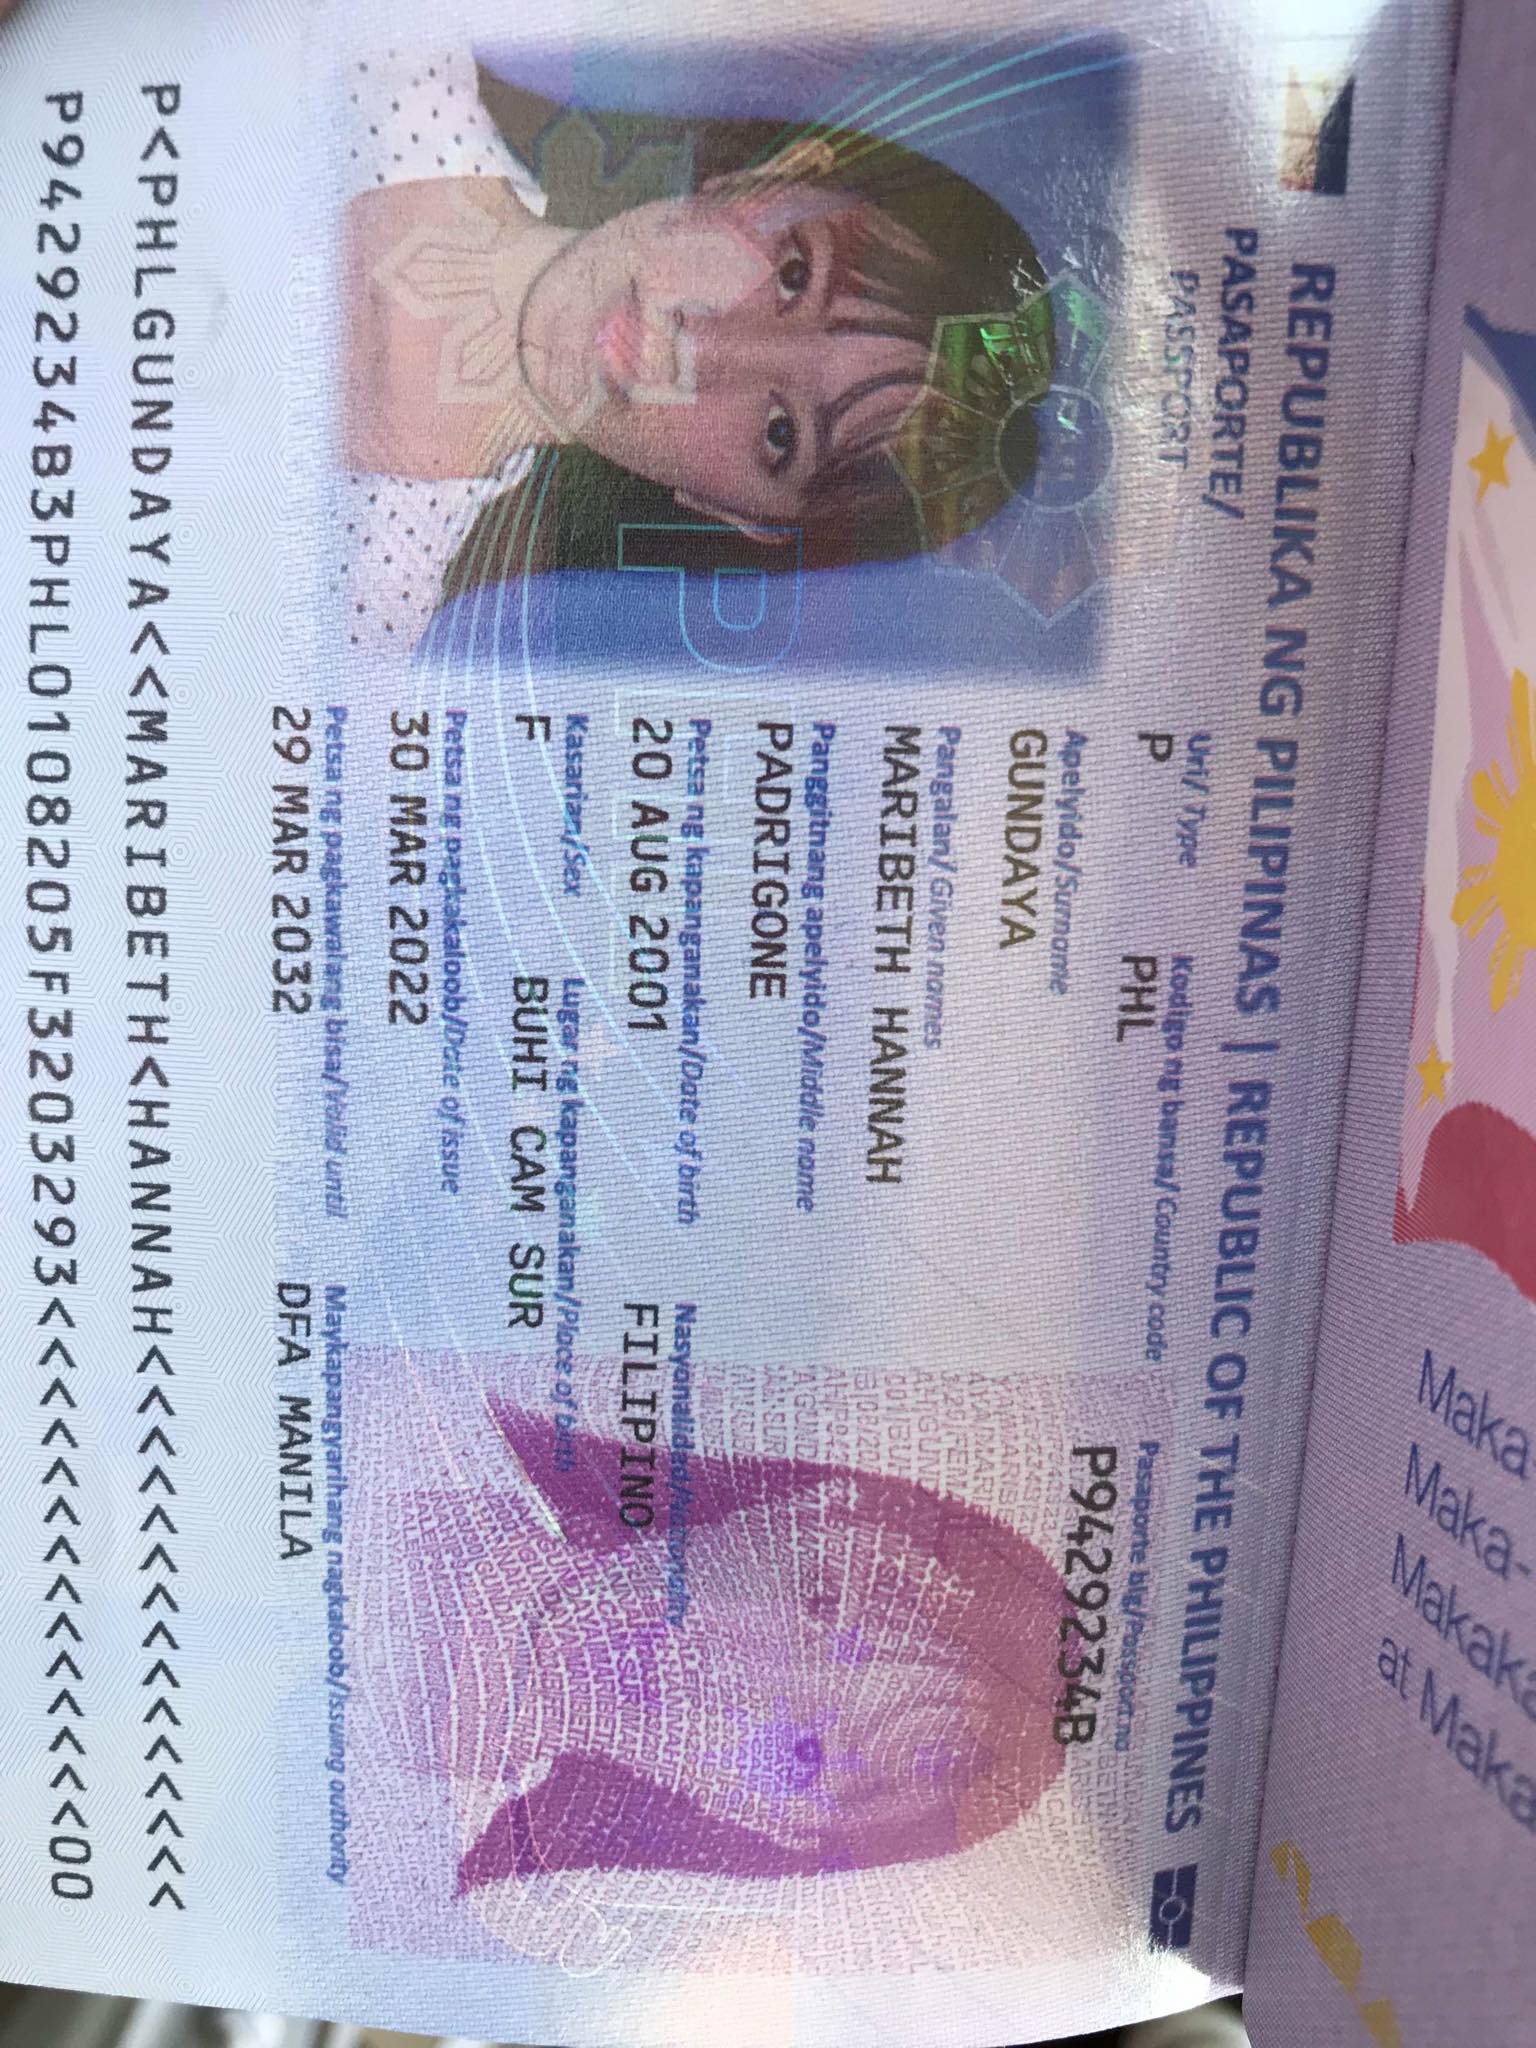 Maka-
Maka-
Makaka
at Maka
REPUBLIKA NG PILIPINAS | REPUBLIC OF THE PHILIPPINES
PASAPORTE/
PASSPORT
Uri/ Type
P
Kodigo ng bansa/ Country code
PHL
Pasaporte blg/Passport no
P9429234B
Apelyido/Surname
GUNDAYA
Pangalan/ Given names
MARIBETH HANNAH
Panggitnang apelyido/Middle name
PADRIGONE
Petsa ng kapanganakan/Date of birth
20 AUG 2001
Nasyonalidad/Nationality
FILIPINO
Kasarian/Sex
F
Lugar ng kapanganakan/Place of birth
BUHI CAM SUR
Petsa ng pagkakaloob/Date of issue
30 MAR 2022
Petsa ng pagkawalang bisa/Valid until
29 MAR 2032
Maykapangyarihang nagkaloob/Issuing authority
DFA MANILA
P<PHLGUNDAYA<<MARIBETH<HANNAH<<<<<<<<<<<<<<<
P9429234B3PHL0108205F3203293<<<<<<<<<<<<<<00